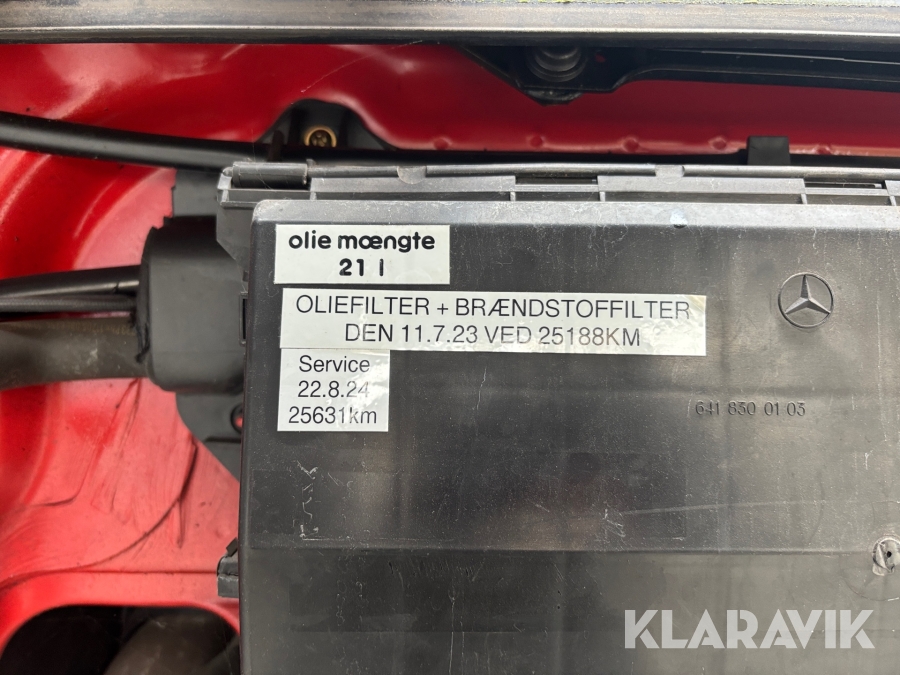 olie mængte
21 l
OLIEFILTER + BRÆNDSTOFFILTER
DEN 11.7.23 VED 25188KM
Service
22.8.24
25631km
641 830 01 03
KLARAVIK